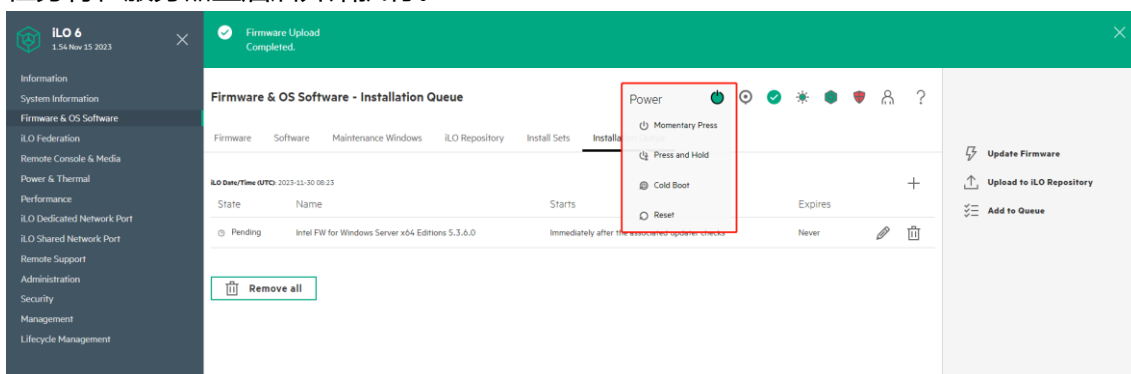 iLO 6
1.54 Nov 15 2023
Firmware Upload
Completed.
Information
System Information
Firmware & OS Software
iLO Federation
Remote Console & Media
Power & Thermal
Performance
iLO Dedicated Network Port
iLO Shared Network Port
Remote Support
Administration
Security
Management
Lifecycle Management
Firmware & OS Software - Installation Queue
Firmware Software Maintenance Windows iLO Repository Install Sets
Power
Momentary Press
Press and Hold
Cold Boot
Reset
iLO Date/Time (UTC): 2023-11-30 08:23
State Name Starts Expires
Pending Intel FW for Windows Server x64 Editions 5.3.6.0 Immediately after the associated updater checks Never
Remove all
Update Firmware
Upload to iLO Repository
Add to Queue